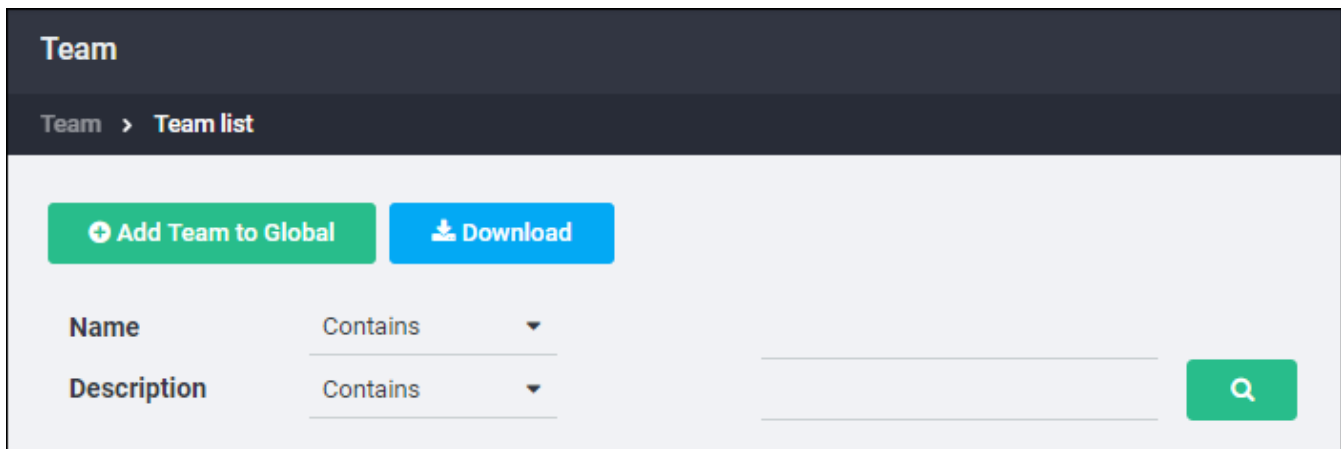 Team
Team > Team list
Add Team to Global Download
Name Contains
Description Contains